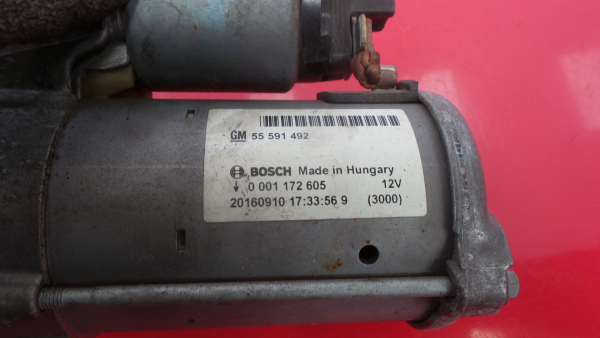 GM 55 591 492
BOSCH Made in Hungary
0 001 172 605 12V
20160910 17:33:56 9 (3000)